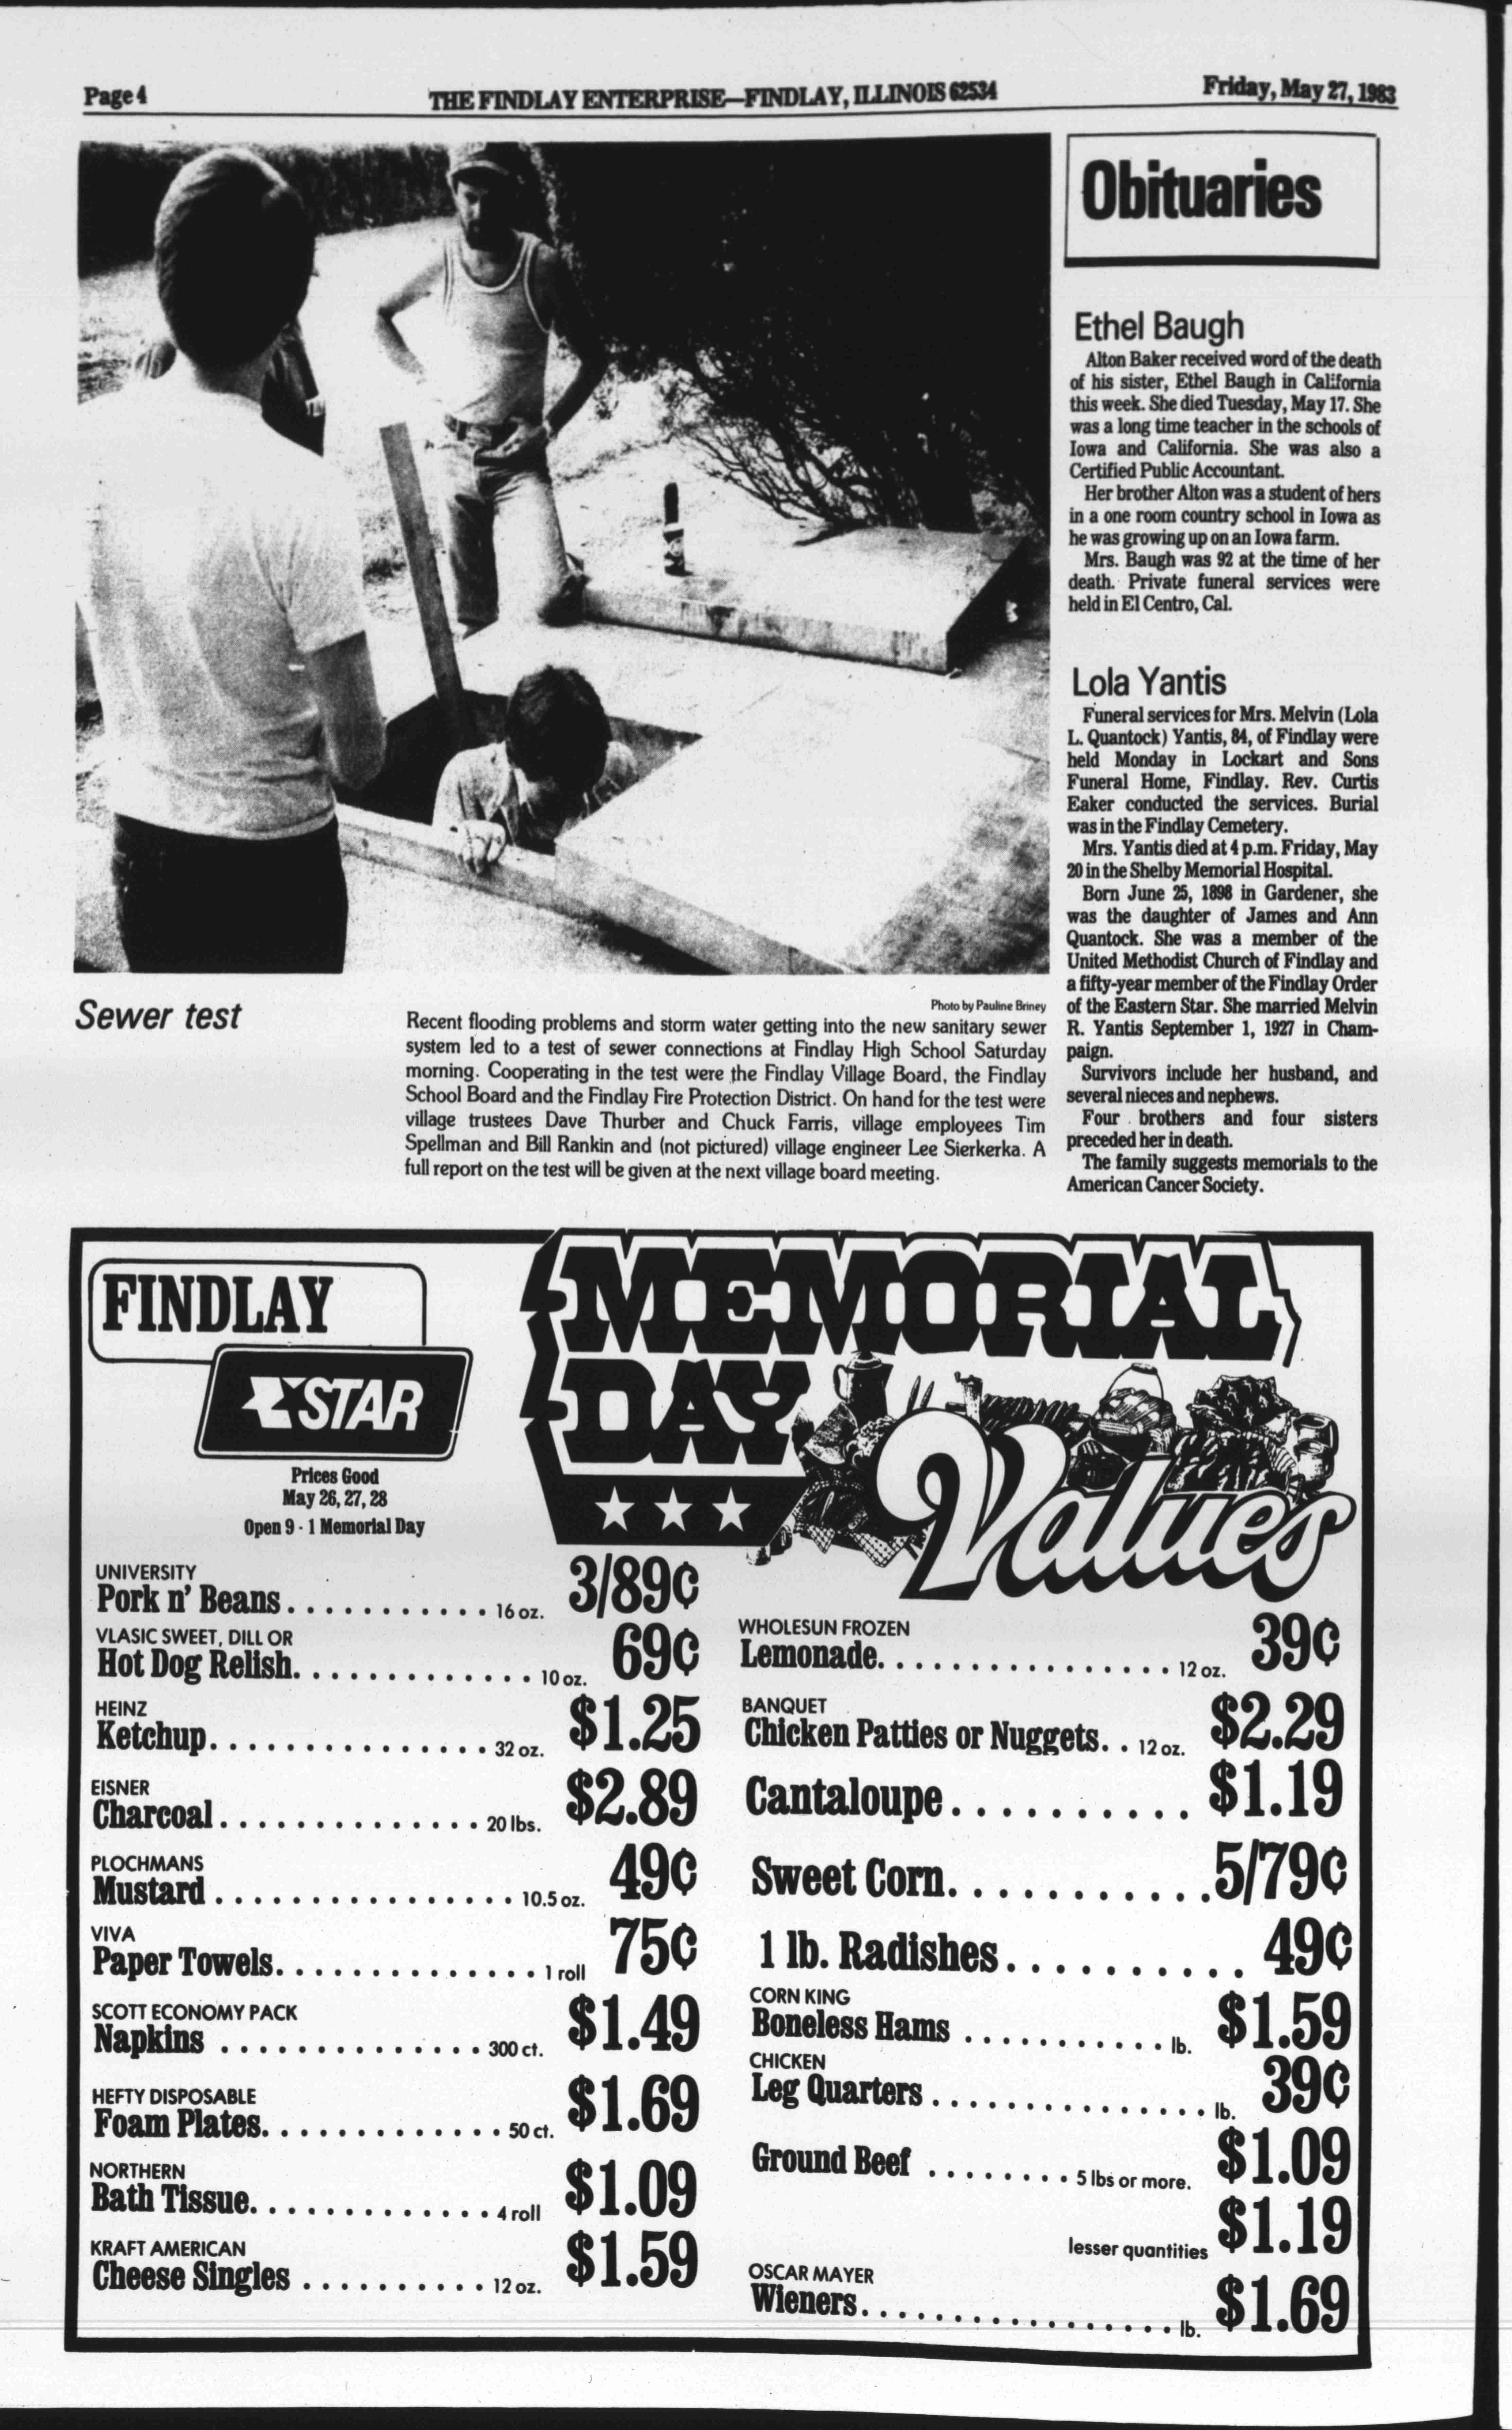 Page 4
THE FINDLAY ENTERPRISE—FINDLAY, ILLINOIS 62534
Friday, May 27, 1983
Sewer test
Photo by Pauline Briney
Recent flooding problems and storm water getting into the new sanitary sewer
system led to a test of sewer connections at Findlay High School Saturday
morning. Cooperating in the test were the Findlay Village Board, the Findlay
School Board and the Findlay Fire Protection District. On hand for the test were
village trustees Dave Thurber and Chuck Farris, village employees Tim
Spellman and Bill Rankin and (not pictured) village engineer Lee Sierkerka. A
full report on the test will be given at the next village board meeting.
Obituaries
Ethel Baugh
Alton Baker received word of the death
of his sister, Ethel Baugh in California
this week. She died Tuesday, May 17. She
was a long time teacher in the schools of
Iowa and California. She was also a
Certified Public Accountant.
Her brother Alton was a student of hers
in a one room country school in Iowa as
he was growing up on an Iowa farm.
Mrs. Baugh was 92 at the time of her
death. Private funeral services were
held in El Centro, Cal.
Lola Yantis
Funeral services for Mrs. Melvin (Lola
L. Quantock) Yantis, 84, of Findlay were
held Monday in Lockart and Sons
Funeral Home, Findlay. Rev. Curtis
Eaker conducted the services. Burial
was in the Findlay Cemetery.
Mrs. Yantis died at 4 p.m. Friday, May
20 in the Shelby Memorial Hospital.
Born June 25, 1898 in Gardener, she
was the daughter of James and Ann
Quantock. She was a member of the
United Methodist Church of Findlay and
a fifty-year member of the Findlay Order
of the Eastern Star. She married Melvin
R. Yantis September 1, 1927 in Cham-
paign.
Survivors include her husband, and
several nieces and nephews.
Four brothers and four sisters
preceded her in death.
The family suggests memorials to the
American Cancer Society.
FINDLAY
STAR
Prices Good
May 26, 27, 28
Open 9 - 1 Memorial Day
MEMORIAL
DAY
Values
UNIVERSITY
Pork n' Beans . . . . . . . . . . . 16 oz. 3/89¢
VLASIC SWEET, DILL OR
Hot Dog Relish. . . . . . . . . . . . . 10 oz. 69¢
HEINZ
Ketchup. . . . . . . . . . . . . . . 32 oz. $1.25
EISNER
Charcoal . . . . . . . . . . . . . . 20 lbs. $2.89
PLOCHMANS
Mustard . . . . . . . . . . . . . . . . 10.5 oz. 49¢
VIVA
Paper Towels. . . . . . . . . . . . . . 1 roll 75¢
SCOTT ECONOMY PACK
Napkins . . . . . . . . . . . . . . 300 ct. $1.49
HEFTY DISPOSABLE
Foam Plates. . . . . . . . . . . . . 50 ct. $1.69
NORTHERN
Bath Tissue. . . . . . . . . . . . . 4 roll $1.09
KRAFT AMERICAN
Cheese Singles . . . . . . . . . . 12 oz. $1.59
WHOLESUN FROZEN
Lemonade. . . . . . . . . . . . . . . . 12 oz. 39¢
BANQUET
Chicken Patties or Nuggets. . 12 oz. $2.29
Cantaloupe . . . . . . . . . . $1.19
Sweet Corn. . . . . . . . . . . . 5/79¢
1 lb. Radishes . . . . . . . . . . 49¢
CORN KING
Boneless Hams . . . . . . . . . . . lb. $1.59
CHICKEN
Leg Quarters . . . . . . . . . . . . . . . lb. 39¢
Ground Beef . . . . . . . . 5 lbs or more. $1.09
lesser quantities $1.19
OSCAR MAYER
Wieners. . . . . . . . . . . . . . . . . lb. $1.69